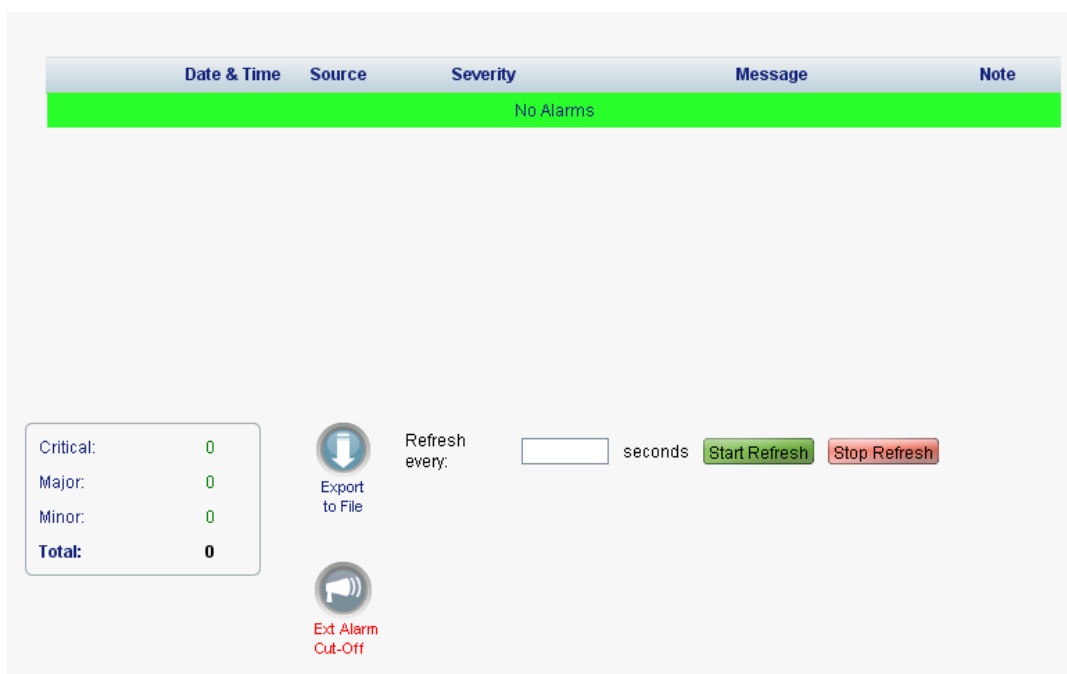 Date & Time Source Severity Message Note
No Alarms
Critical: 0
Major: 0
Minor: 0
Total: 0
Export
to File
Refresh
every:
seconds Start Refresh Stop Refresh
Ext Alarm
Cut-Off